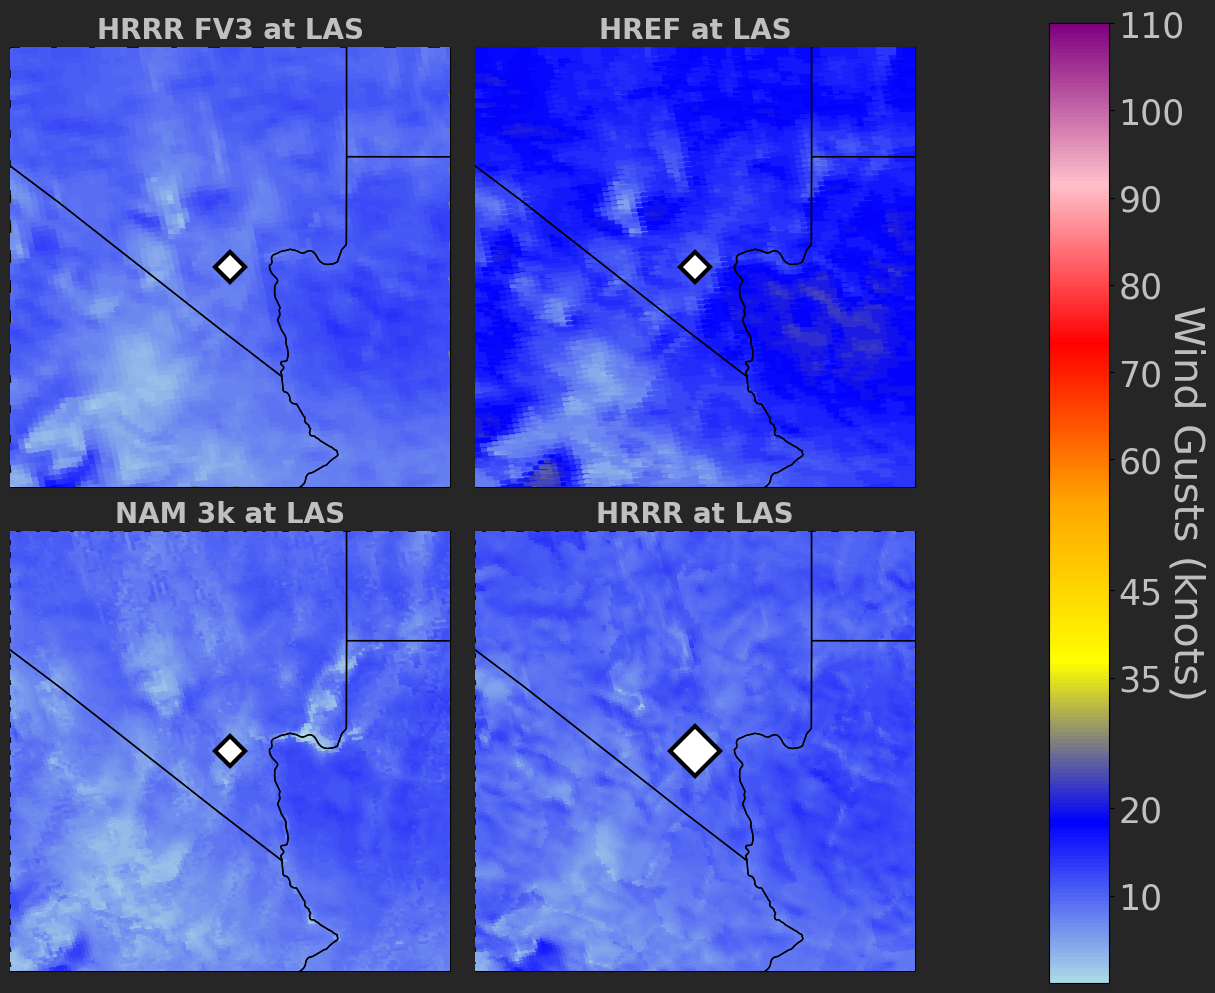 HRRR FV3 at LAS
HREF at LAS
NAM 3k at LAS
HRRR at LAS
110
100
90
80
70
60
45
35
20
10
Wind Gusts (knots)